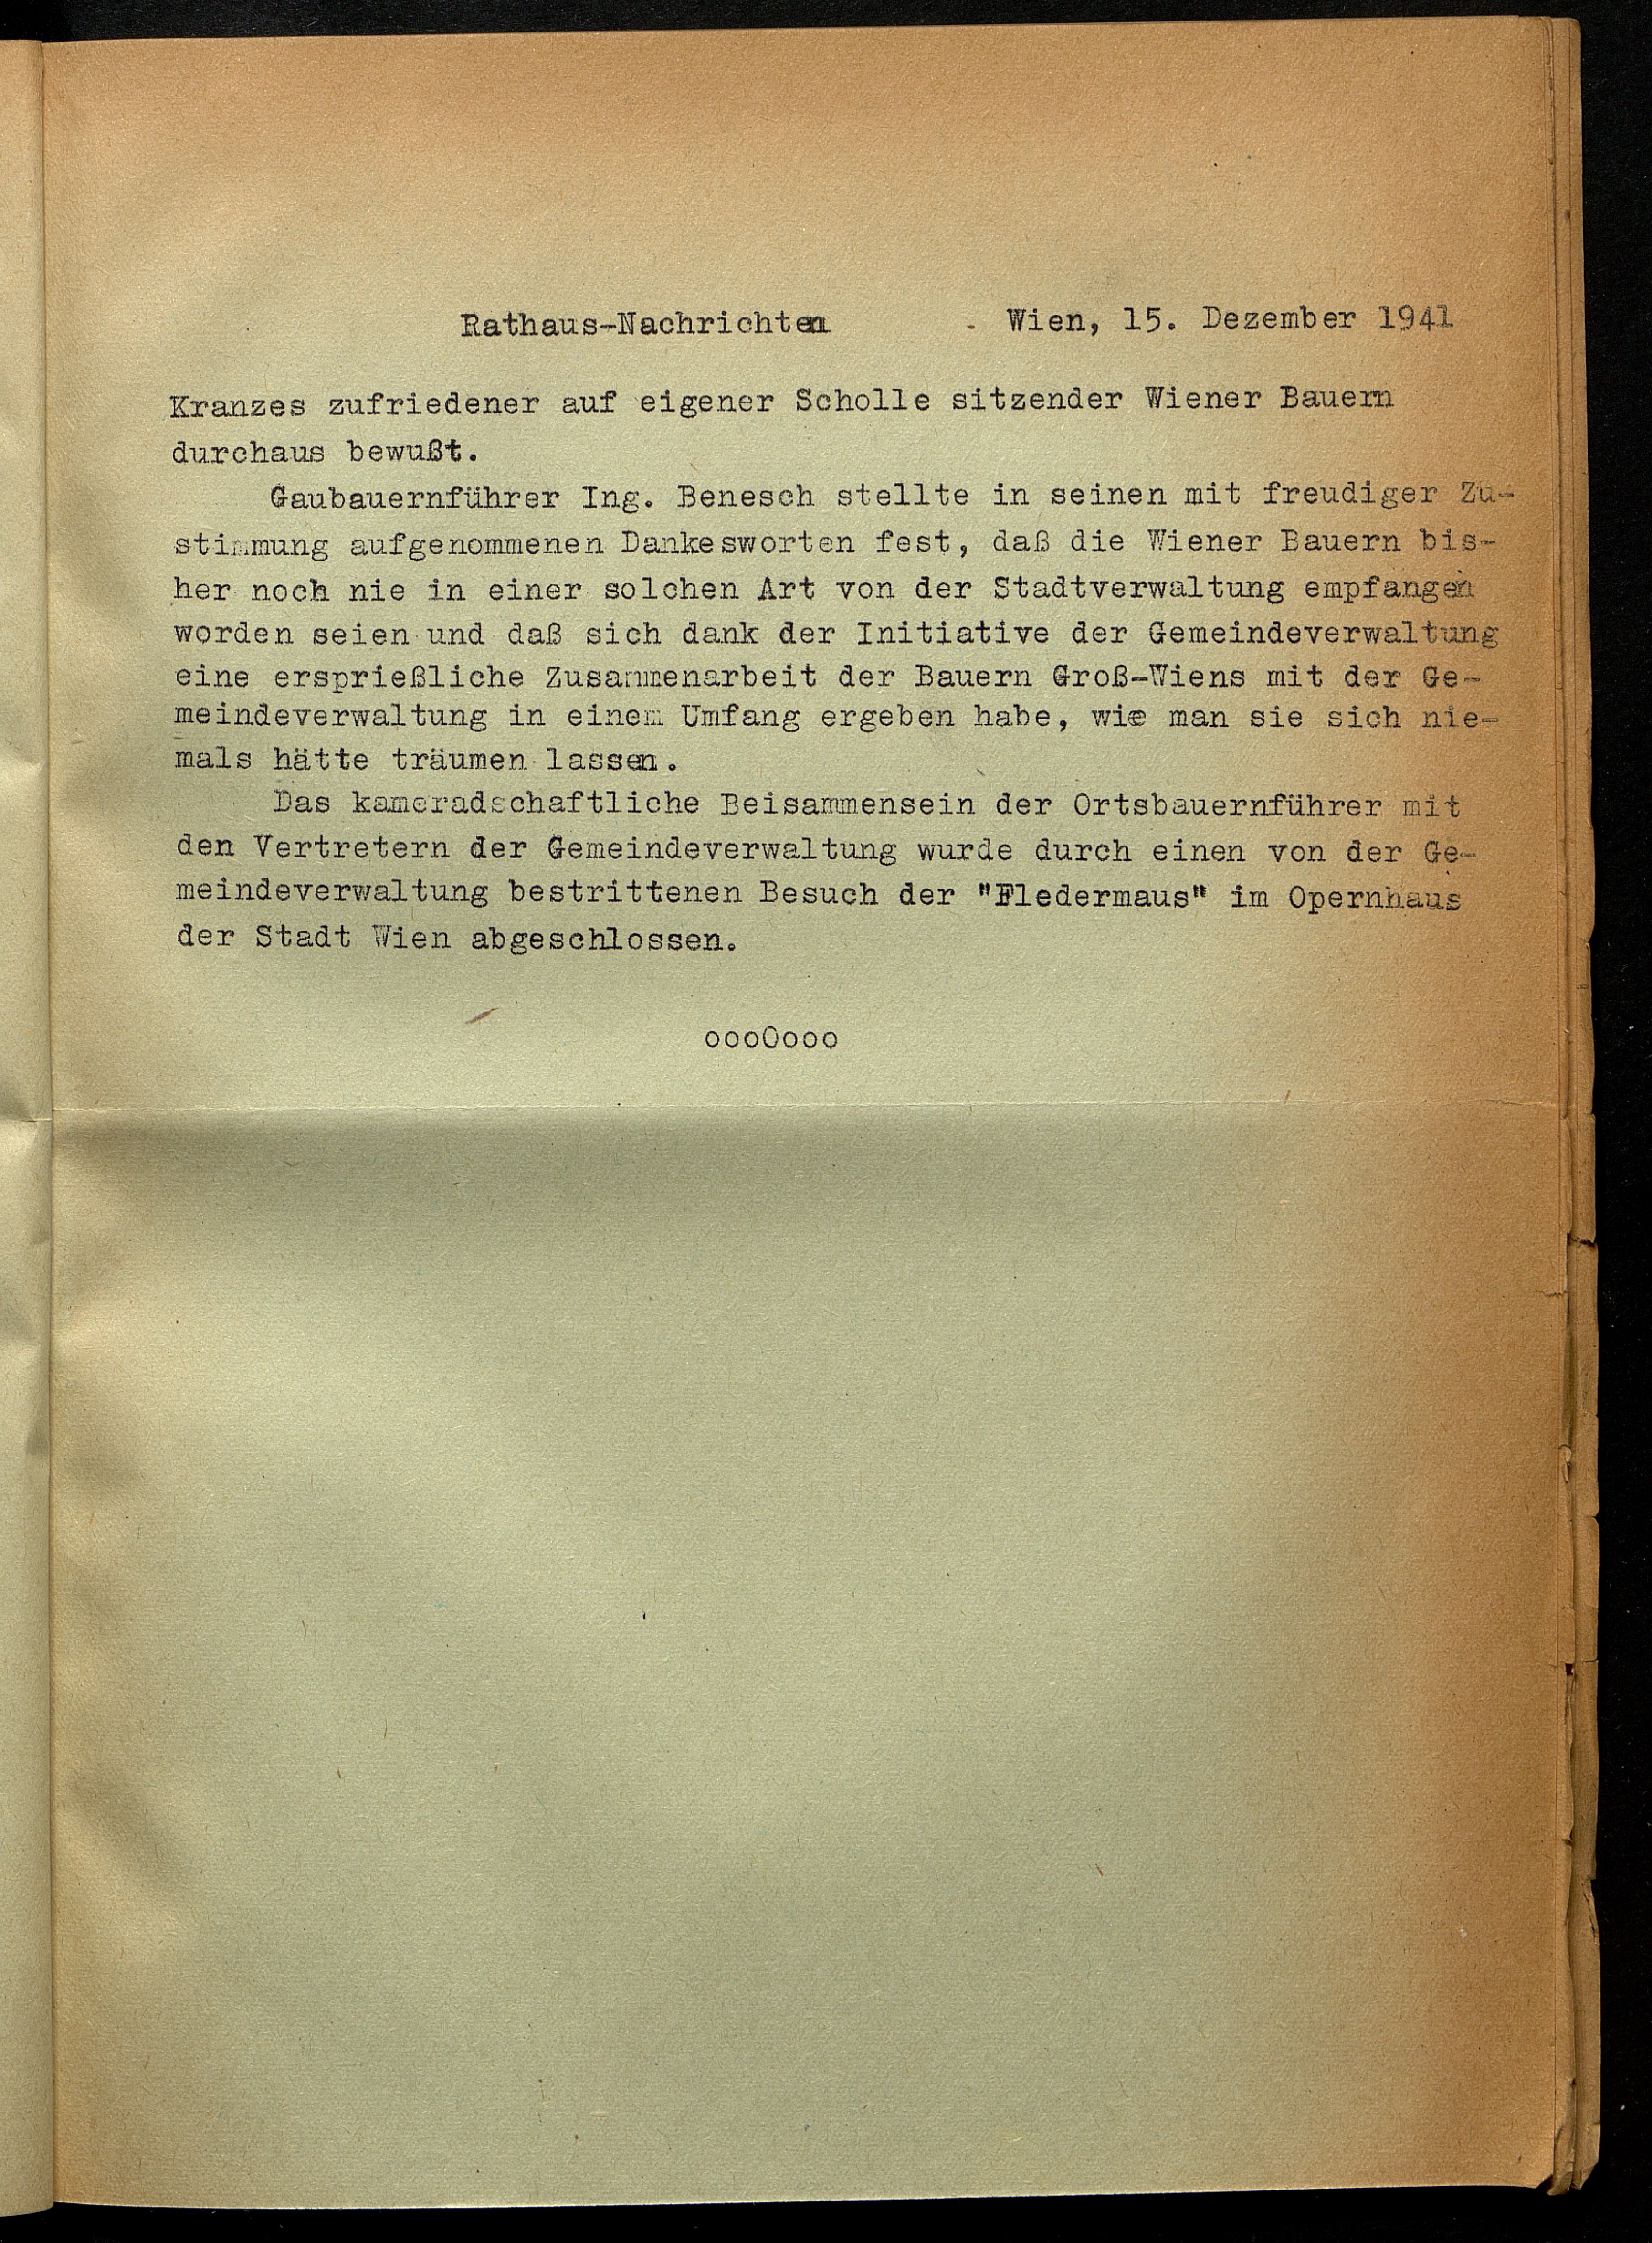 Rathaus-Nachrichten Wien, 15. Dezember 1941
Kranzes zufriedener auf eigener Scholle sitzender Wiener Bauern
durchaus bewußt.
Gaubauernführer Ing. Benesch stellte in seinen mit freudiger Zu-
stimmung aufgenommenen Dankesworten fest, daß die Wiener Bauern bis-
her noch nie in einer solchen Art von der Stadtverwaltung empfangen
worden seien und daß sich dank der Initiative der Gemeindeverwaltung
eine ersprießliche Zusammenarbeit der Bauern Groß-Wiens mit der Ge-
meindeverwaltung in einem Umfang ergeben habe, wie man sie sich nie-
mals hätte träumen lassen.
Das kameradschaftliche Beisammensein der Ortsbauernführer mit
den Vertretern der Gemeindeverwaltung wurde durch einen von der Ge-
meindeverwaltung bestrittenen Besuch der "Fledermaus" im Opernhaus
der Stadt Wien abgeschlossen.
oooOooo